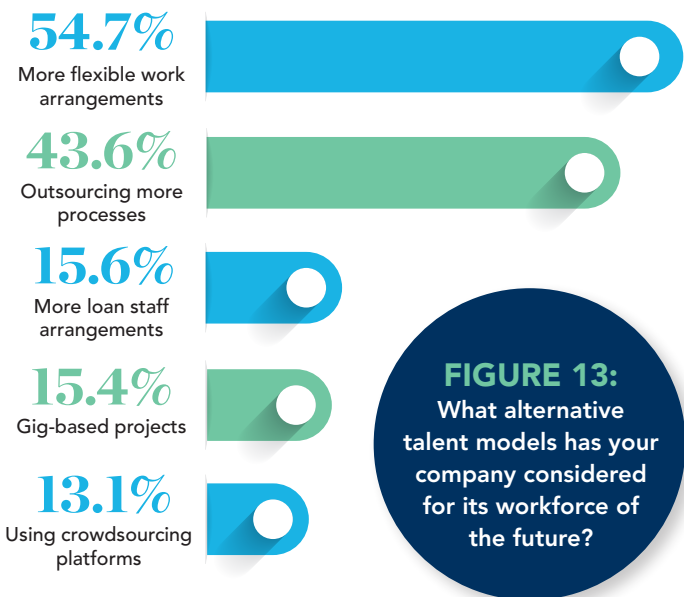 54.7%
More flexible work
arrangements
43.6%
Outsourcing more
processes
15.6%
More loan staff
arrangements
15.4%
Gig-based projects
13.1%
Using crowdsourcing
platforms
FIGURE 13:
What alternative
talent models has your
company considered
for its workforce of
the future?